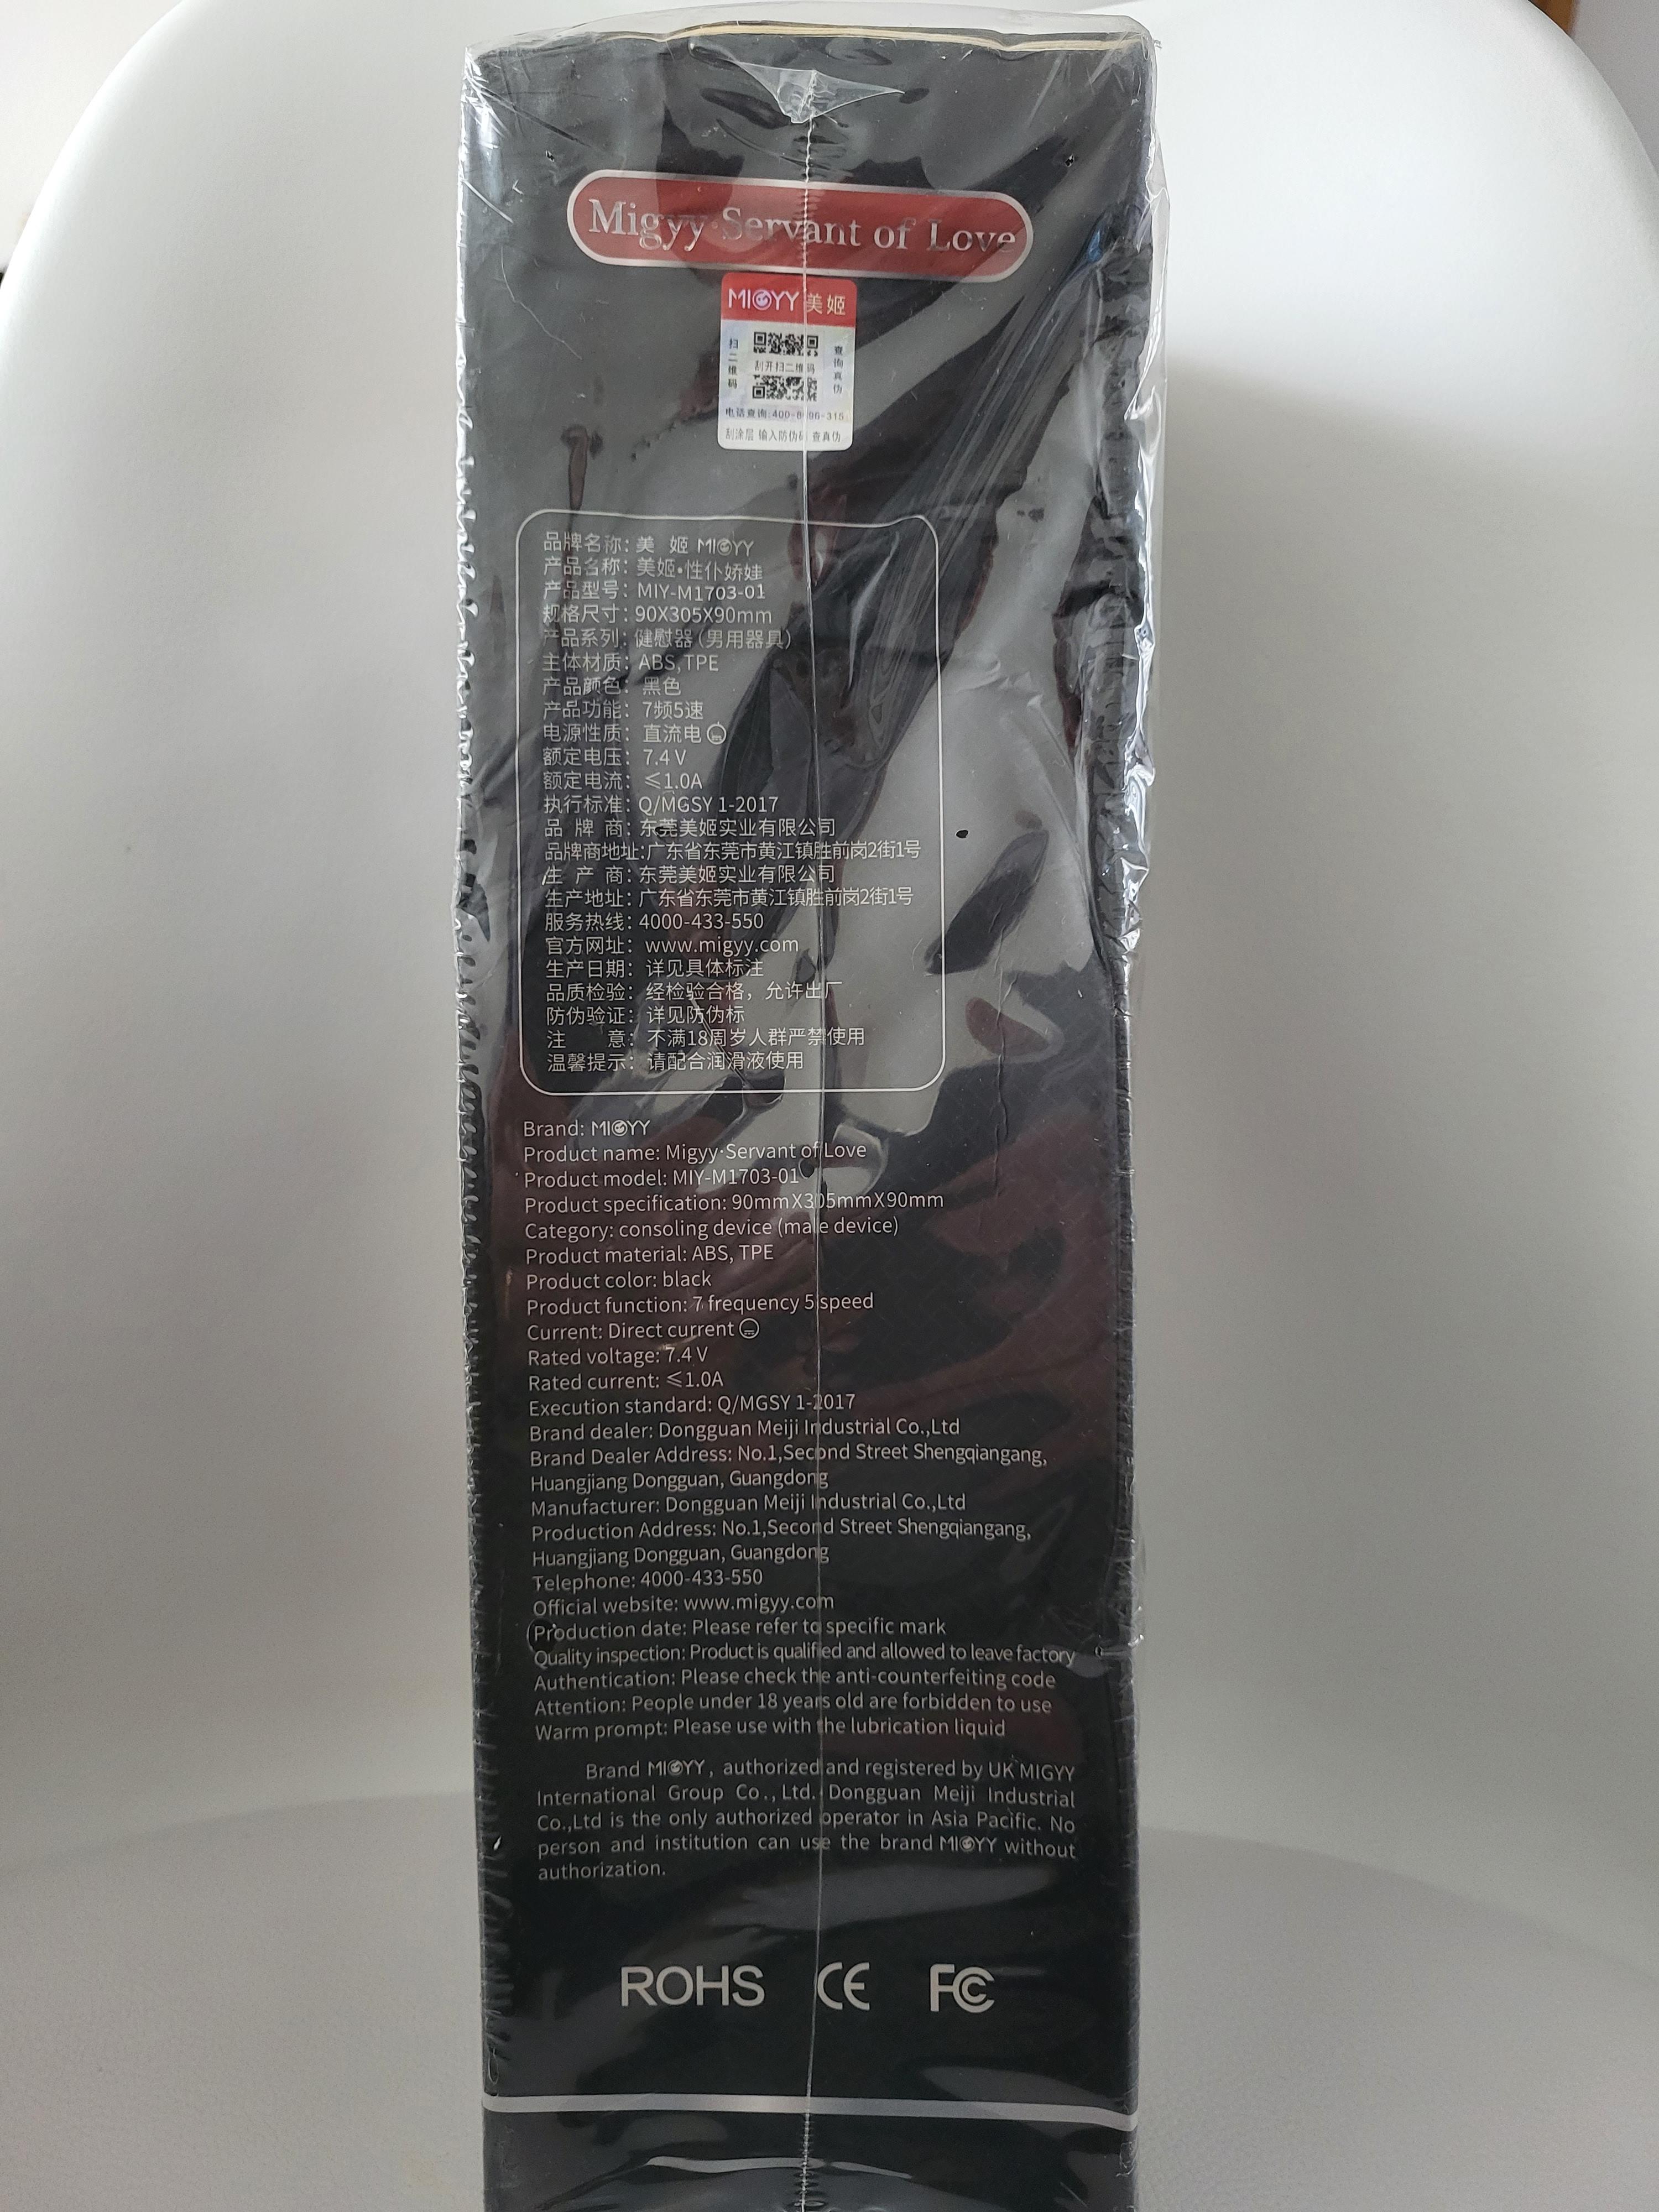 Migyy·Servant of Love
MIGYY 美姬
扫二维码
刮开扫二维码
查询真伪
电话查询:
刮涂层 输入防伪码 查真伪
品牌名称：美 姬 MIGYY
产品名称：美姬•性仆娇娃
产品型号：MIY-M1703-01
规格尺寸：90X305X90mm
产品系列：健慰器（男用器具）
主体材质：ABS,TPE
产品颜色：黑色
产品功能：7频5速
电源性质：直流电
额定电压：7.4 V
额定电流：≤1.0A
执行标准：Q/MGSY 1-2017
品 牌 商：东莞美姬实业有限公司
品牌商地址:广东省东莞市黄江镇胜前岗2街1号
生 产 商：东莞美姬实业有限公司
生产地址：广东省东莞市黄江镇胜前岗2街1号
服务热线：4000-433-550
官方网址：www.migyy.com
生产日期：详见具体标注
品质检验：经检验合格，允许出厂
防伪验证：详见防伪标
注 意：不满18周岁人群严禁使用
温馨提示：请配合润滑液使用
Brand: MIGYY
Product name: Migyy·Servant of Love
Product model: MIY-M1703-01
Product specification: 90mmX305mmX90mm
Category: consoling device (male device)
Product material: ABS, TPE
Product color: black
Product function: 7 frequency 5 speed
Current: Direct current
Rated voltage: 7.4 V
Rated current: ≤1.0A
Execution standard: Q/MGSY 1-2017
Brand dealer: Dongguan Meiji Industrial Co.,Ltd
Brand Dealer Address: No.1,Second Street Shengqiangang,
Huangjiang Dongguan, Guangdong
Manufacturer: Dongguan Meiji Industrial Co.,Ltd
Production Address: No.1,Second Street Shengqiangang,
Huangjiang Dongguan, Guangdong
Telephone: 4000-433-550
Official website: www.migyy.com
Production date: Please refer to specific mark
Quality inspection: Product is qualified and allowed to leave factory
Authentication: Please check the anti-counterfeiting code
Attention: People under 18 years old are forbidden to use
Warm prompt: Please use with the lubrication liquid
Brand MIGYY, authorized and registered by UK MIGYY
International Group Co., Ltd. Dongguan Meiji Industrial
Co.,Ltd is the only authorized operator in Asia Pacific. No
person and institution can use the brand MIGYY without
authorization.
ROHS CE FC